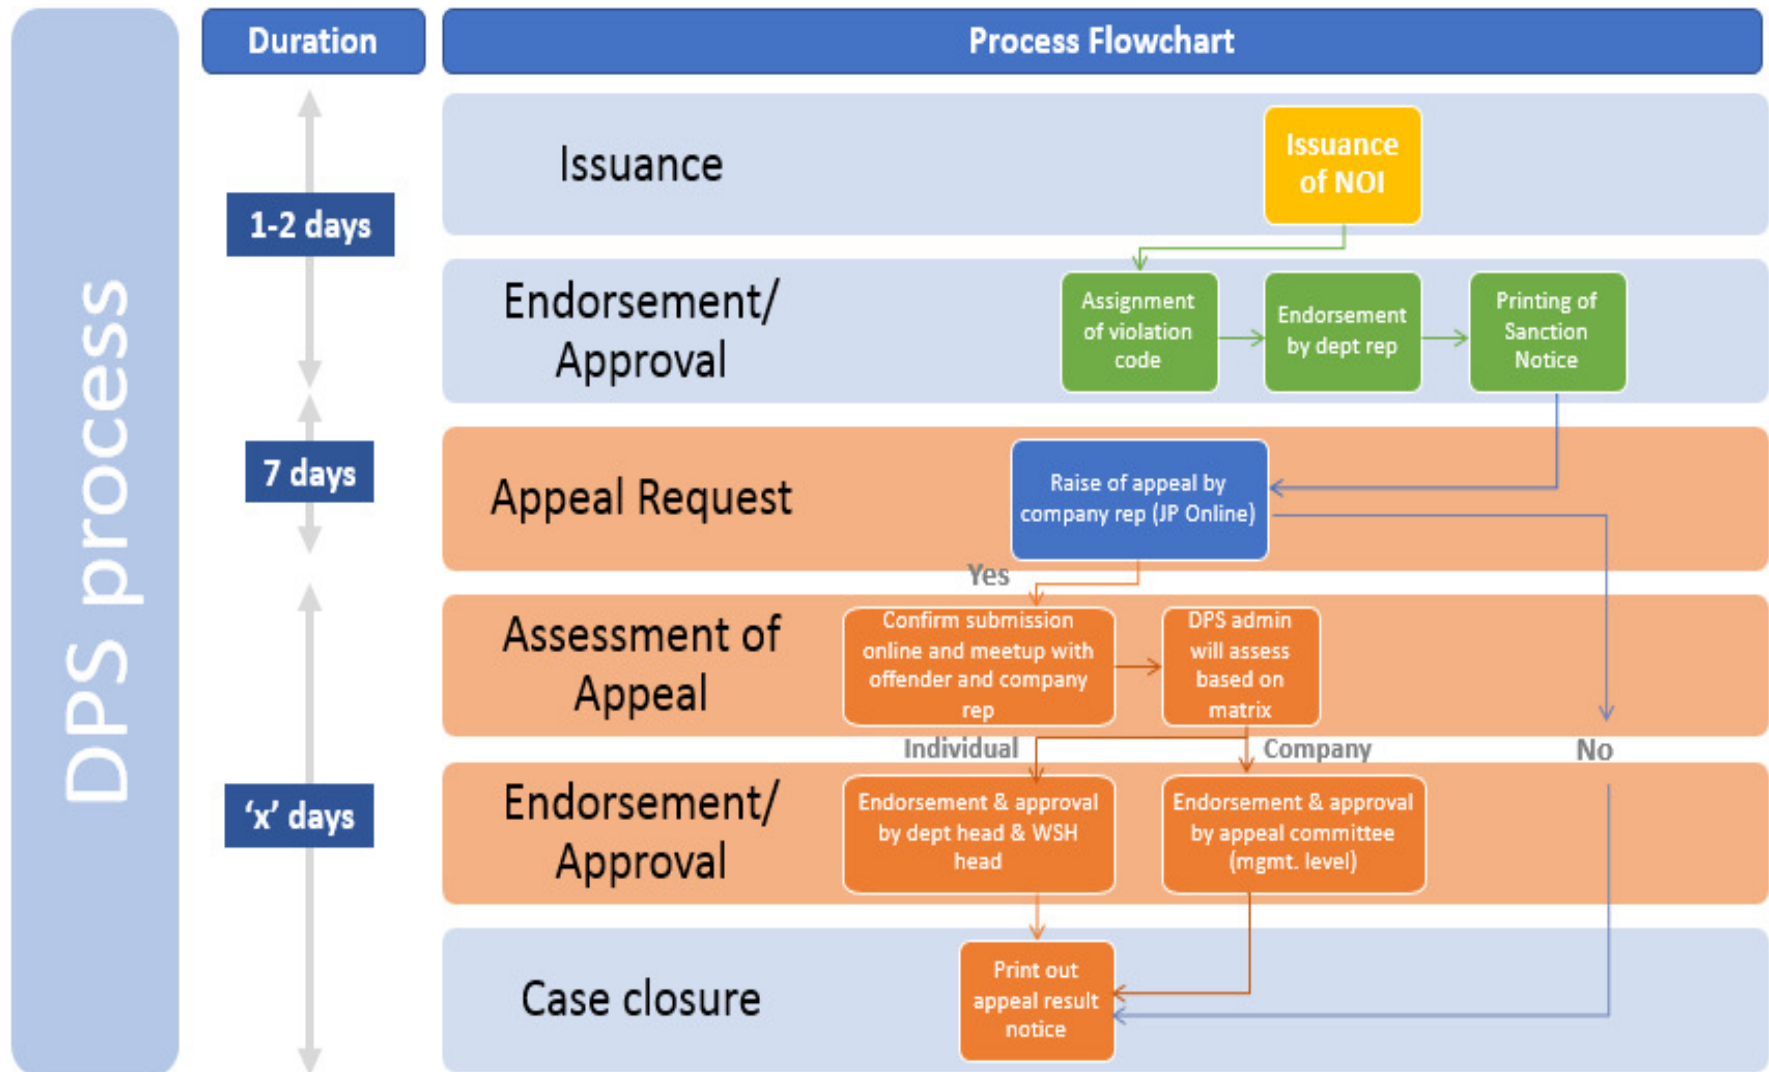 DPS process
Duration
Process Flowchart
1-2 days
7 days
‘x’ days
Issuance
Issuance
of NOI
Endorsement/
Approval
Assignment
of violation
code
Endorsement
by dept rep
Printing of
Sanction
Notice
Appeal Request
Raise of appeal by
company rep (JP Online)
Yes
Assessment of
Appeal
Confirm submission
online and meetup with
offender and company
rep
DPS admin
will assess
based on
matrix
Individual
Company
No
Endorsement/
Approval
Endorsement & approval
by dept head & WSH
head
Endorsement & approval
by appeal committee
(mgmt. level)
Case closure
Print out
appeal result
notice